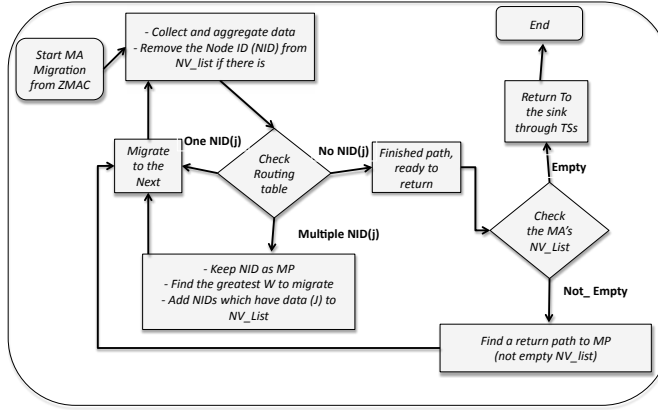 Start MA
Migration
from ZMAC
- Collect and aggregate data
- Remove the Node ID (NID) from
NV_list if there is
End
Return To
the sink
through TSs
One NID(j)
No NID(j)
Migrate
to the
Next
Check
Routing
table
Finished path,
ready to
return
Empty
Check
the MA's
NV_List
Multiple NID(j)
- Keep NID as MP
- Find the greatest W to migrate
- Add NIDs which have data (J) to
NV_List
Not_ Empty
Find a return path to MP
(not empty NV_list)